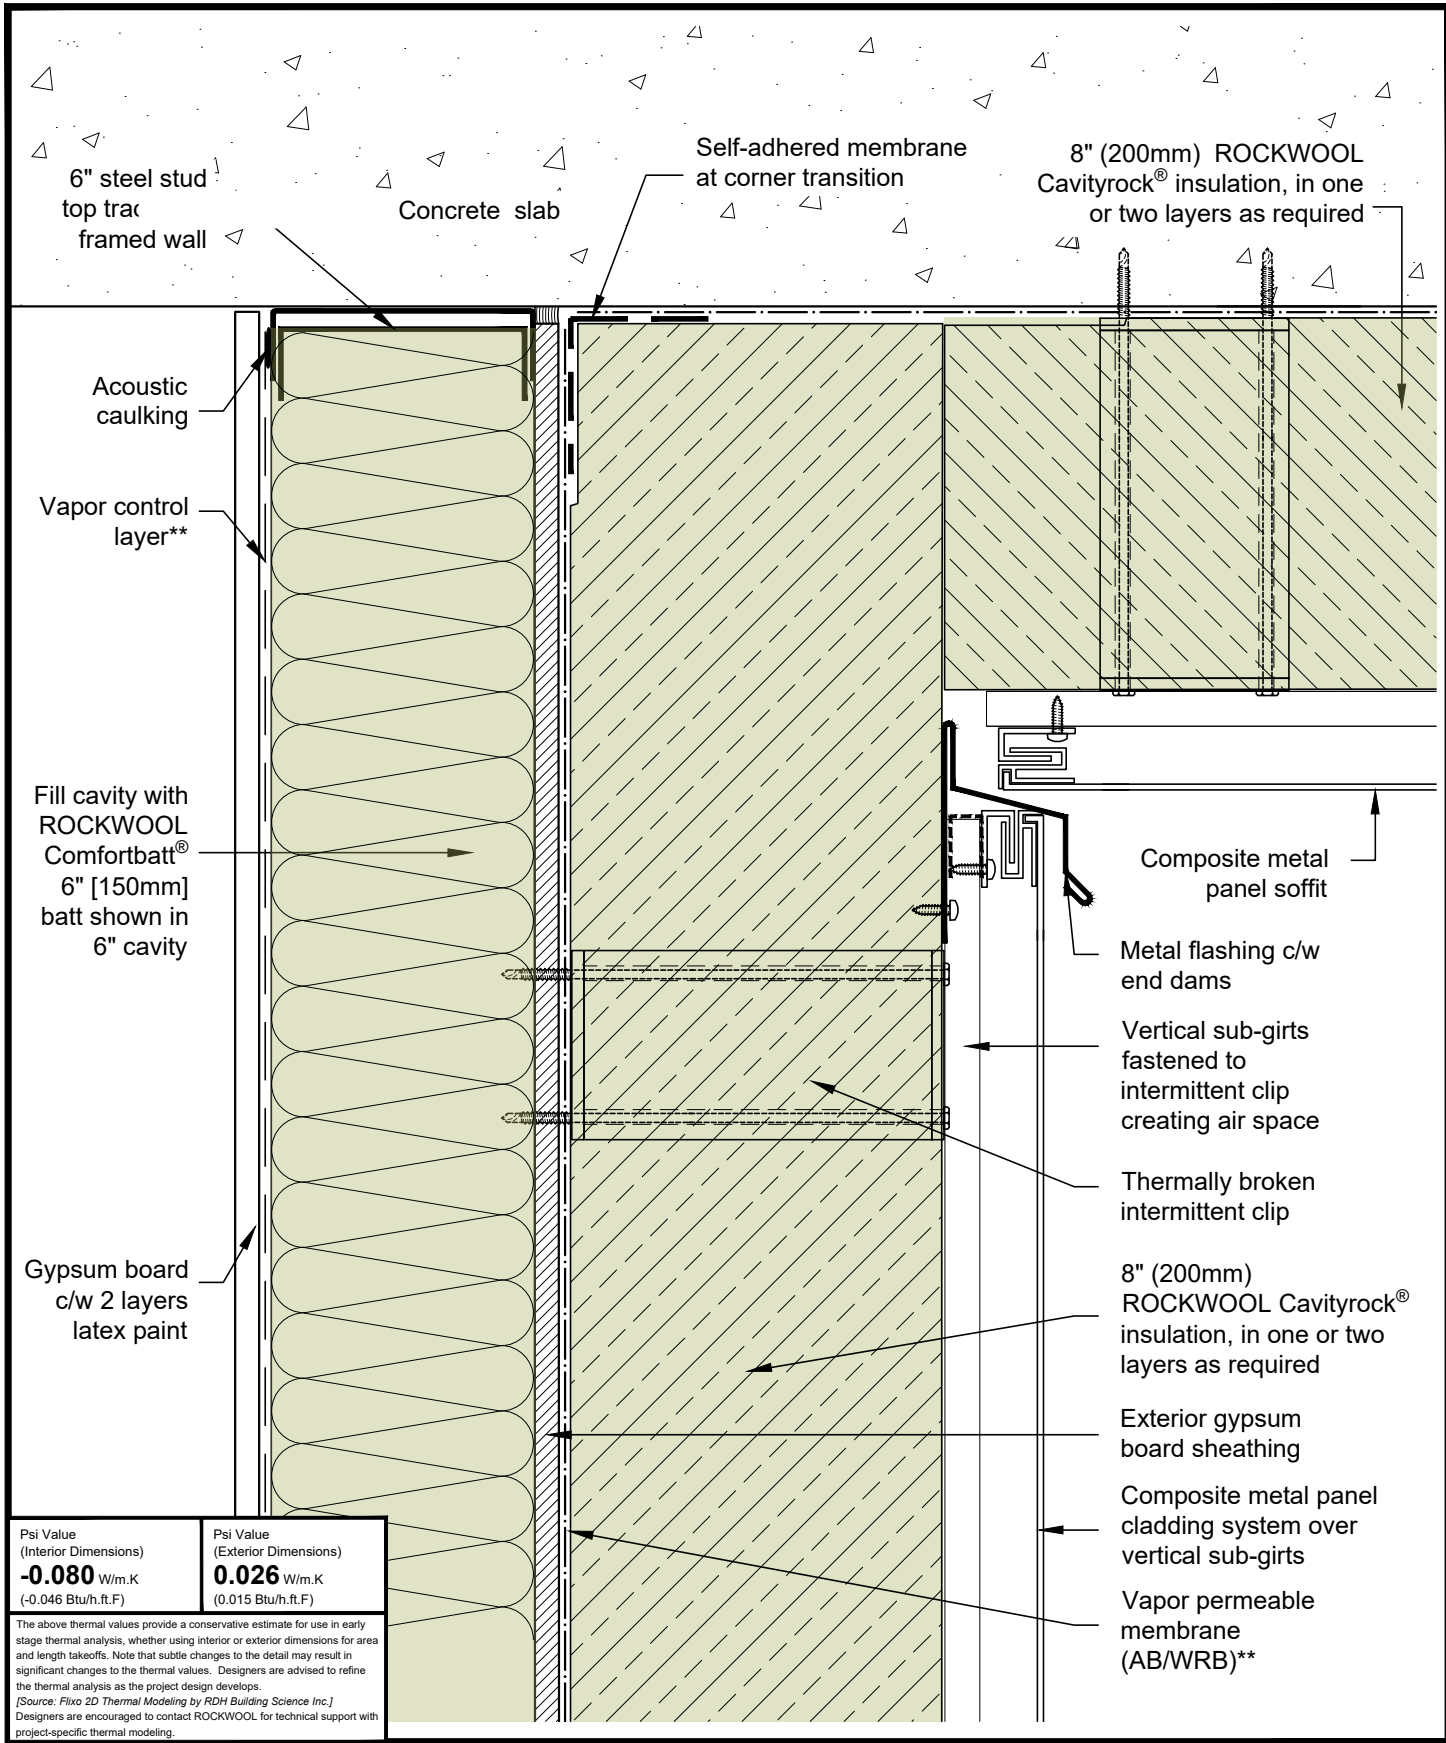 6" steel stud
top trac
framed wall
Concrete slab
Self-adhered membrane
at corner transition
8" (200mm) ROCKWOOL
Cavityrock® insulation, in one
or two layers as required
Acoustic
caulking
Vapor control
layer**
Fill cavity with
ROCKWOOL
Comfortbatt®
6" [150mm]
batt shown in
6" cavity
Gypsum board
c/w 2 layers
latex paint
Composite metal
panel soffit
Metal flashing c/w
end dams
Vertical sub-girts
fastened to
intermittent clip
creating air space
Thermally broken
intermittent clip
8" (200mm)
ROCKWOOL Cavityrock®
insulation, in one or two
layers as required
Exterior gypsum
board sheathing
Composite metal panel
cladding system over
vertical sub-girts
Vapor permeable
membrane
(AB/WRB)**
Psi Value
(Interior Dimensions)
-0.080 W/m.K
(-0.046 Btu/h.ft.F)
Psi Value
(Exterior Dimensions)
0.026 W/m.K
(0.015 Btu/h.ft.F)
The above thermal values provide a conservative estimate for use in early
stage thermal analysis, whether using interior or exterior dimensions for area
and length takeoffs. Note that subtle changes to the detail may result in
significant changes to the thermal values. Designers are advised to refine
the thermal analysis as the project design develops.
[Source: Flixo 2D Thermal Modeling by RDH Building Science Inc.]
Designers are encouraged to contact ROCKWOOL for technical support with
project-specific thermal modeling.